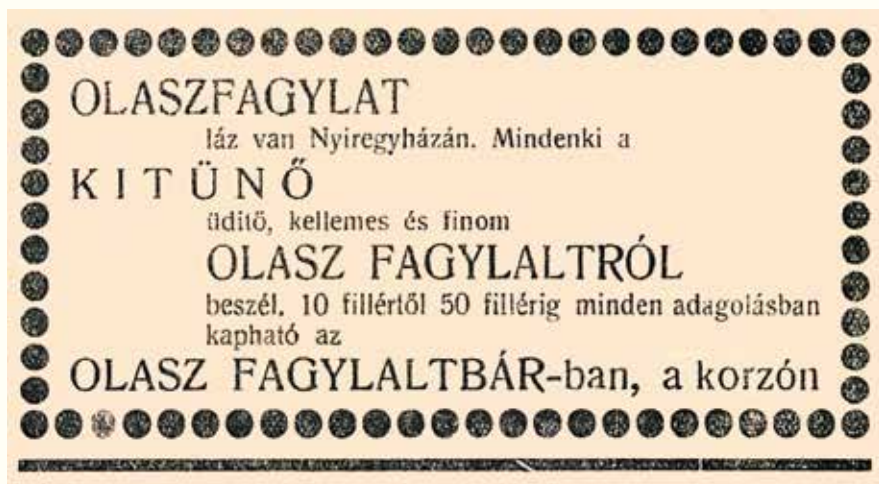 OLASZFAGYLAT
láz van Nyiregyházán. Mindenki a
KITÜNŐ
üditő, kellemes és finom
OLASZ FAGYLALTRÓL
beszél. 10 fillértől 50 fillérig minden adagolásban
kapható az
OLASZ FAGYLALTBÁR-ban, a korzón